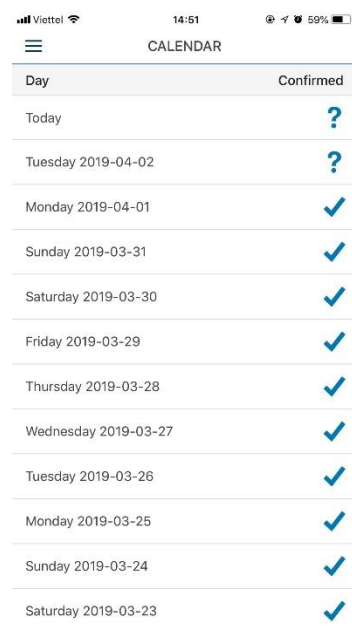 Viettel 14:51 59%
CALENDAR
Day Confirmed
Today ?
Tuesday 2019-04-02 ?
Monday 2019-04-01
Sunday 2019-03-31
Saturday 2019-03-30
Friday 2019-03-29
Thursday 2019-03-28
Wednesday 2019-03-27
Tuesday 2019-03-26
Monday 2019-03-25
Sunday 2019-03-24
Saturday 2019-03-23